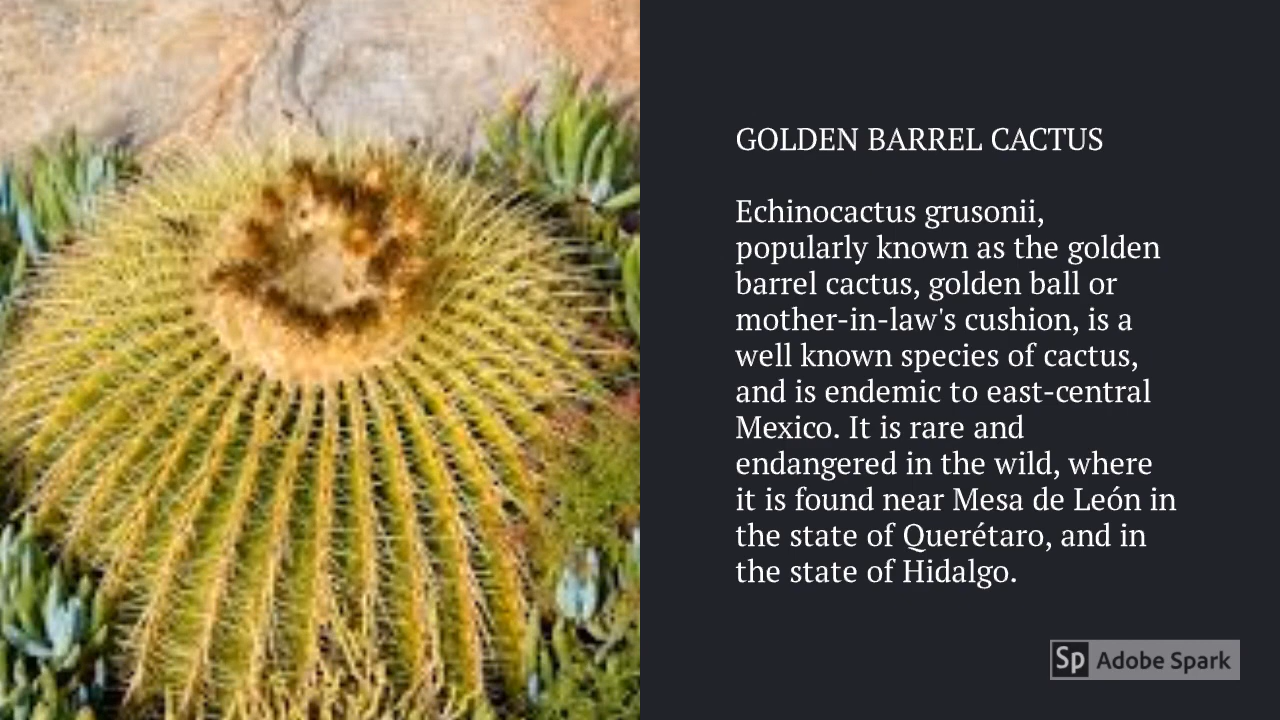 GOLDEN BARREL CACTUS
Echinocactus grusonii,
popularly known as the golden
barrel cactus, golden ball or
mother-in-law's cushion, is a
well known species of cactus,
and is endemic to east-central
Mexico. It is rare and
endangered in the wild, where
it is found near Mesa de León in
the state of Querétaro, and in
the state of Hidalgo.
Sp Adobe Spark